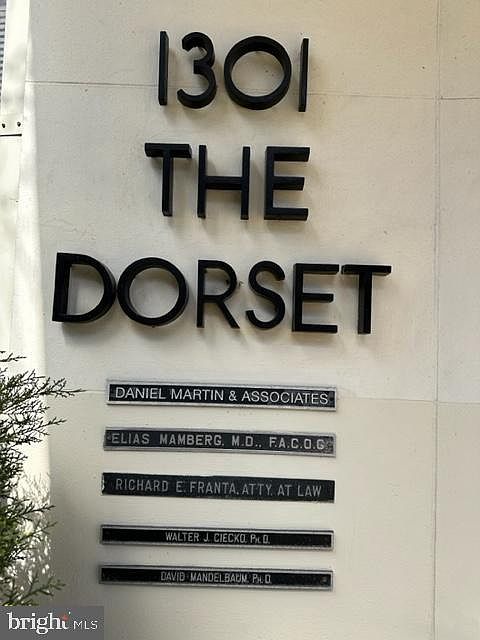 1301
THE
DORSET
DANIEL MARTIN & ASSOCIATES
ELIAS MAMBERG, M.D., F.A.C.O.G
RICHARD E. FRANTA, ATTY. AT LAW
WALTER J. CIECKO, PH. D.
DAVID MANDELBAUM, PH. D.
bright MLS